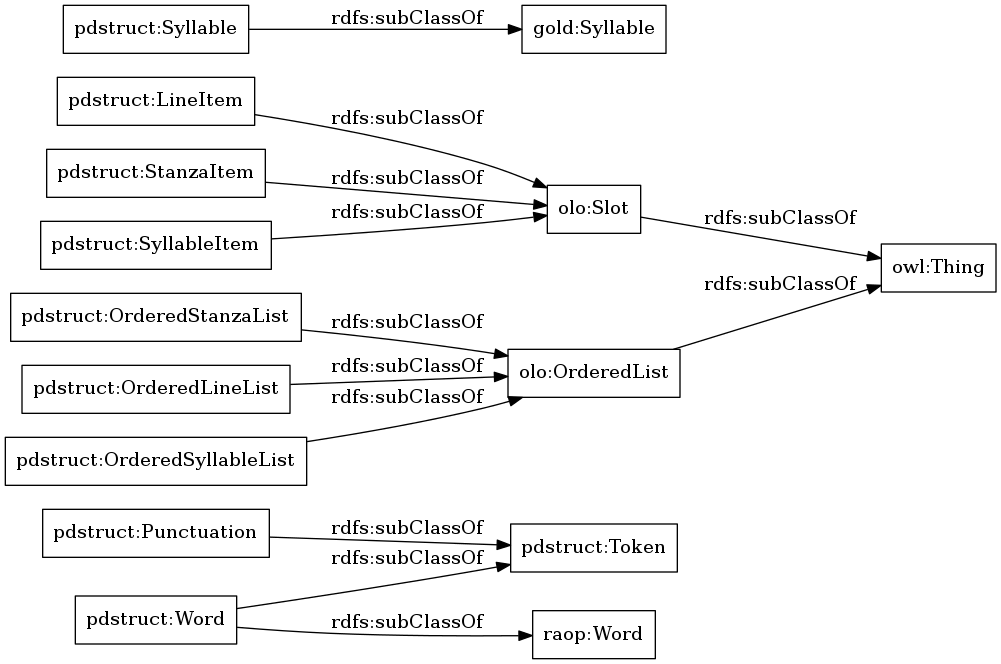 pdstruct:Syllable
rdfs:subClassOf
gold:Syllable
pdstruct:LineItem
rdfs:subClassOf
pdstruct:StanzaItem
rdfs:subClassOf
pdstruct:SyllableItem
rdfs:subClassOf
olo:Slot
rdfs:subClassOf
owl:Thing
rdfs:subClassOf
pdstruct:OrderedStanzaList
rdfs:subClassOf
pdstruct:OrderedLineList
rdfs:subClassOf
olo:OrderedList
pdstruct:OrderedSyllableList
rdfs:subClassOf
pdstruct:Punctuation
rdfs:subClassOf
pdstruct:Token
rdfs:subClassOf
pdstruct:Word
rdfs:subClassOf
raop:Word